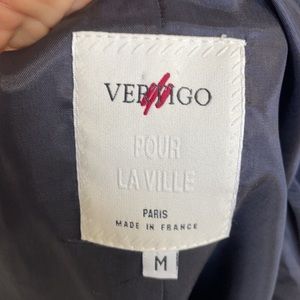 VERTIGO
POUR
LA VILLE
PARIS
MADE IN FRANCE
M